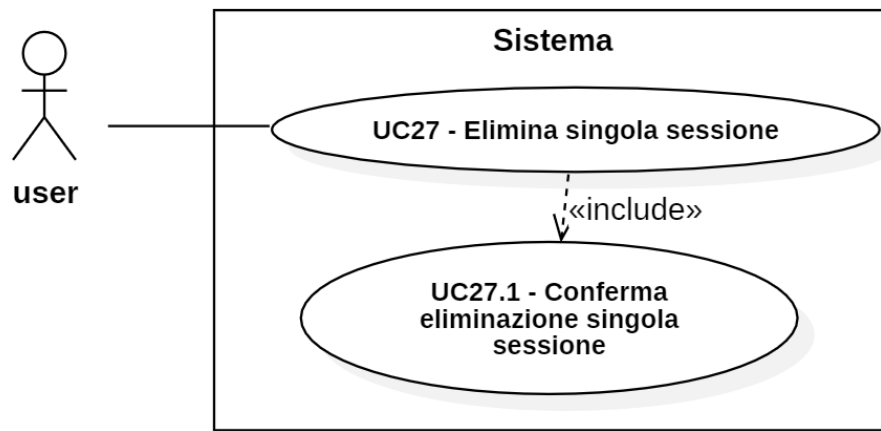 Sistema
UC27 - Elimina singola sessione
user
«include»
UC27.1 - Conferma
eliminazione singola
sessione